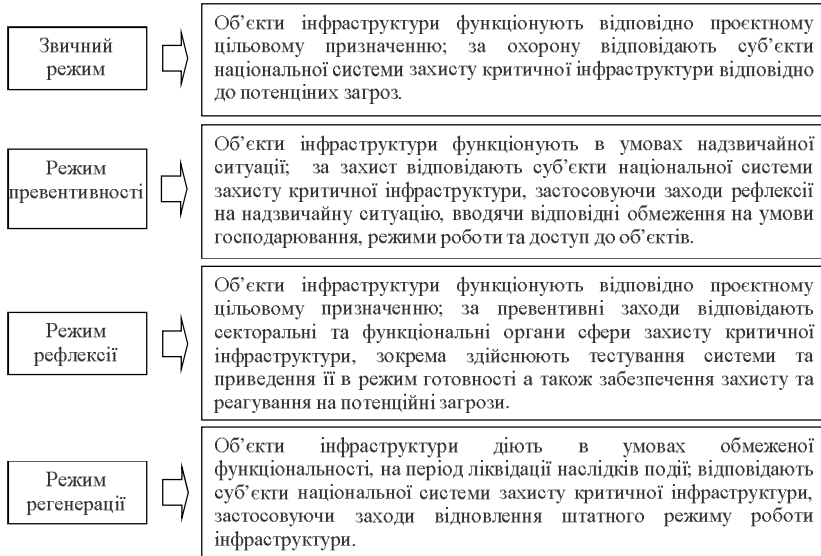 Звичний
режим
Об’єкти інфраструктури функціонують відповідно проєктному
цільовому призначенню; за охорону відповідають суб’єкти
національної системи захисту критичної інфраструктури відповідно
до потенціних загроз.
Режим
превентивності
Об’єкти інфраструктури функціонують в умовах надзвичайної
ситуації; за захист відповідають суб’єкти національної системи
захисту критичної інфраструктури, застосовуючи заходи рефлексії
на надзвичайну ситуацію, вводячи відповідні обмеження на умови
господарювання, режими роботи та доступ до об’єктів.
Режим
рефлексії
Об’єкти інфраструктури функціонують відповідно проєктному
цільовому призначенню; за превентивні заходи відповідають
секторальні та функціональні органи сфери захисту критичної
інфраструктури, зокрема здійснюють тестування системи та
приведення її в режим готовності а також забезпечення захисту та
реагування на потенційні загрози.
Режим
регенерації
Об’єкти інфраструктури діють в умовах обмеженої
функціональності, на період ліквідації наслідків події; відповідають
суб’єкти національної системи захисту критичної інфраструктури,
застосовуючи заходи відновлення штатного режиму роботи
інфраструктури.